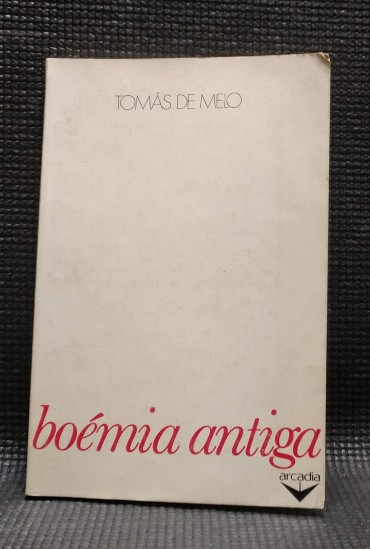 TOMÁS DE MELO
boémia antiga
arcadia